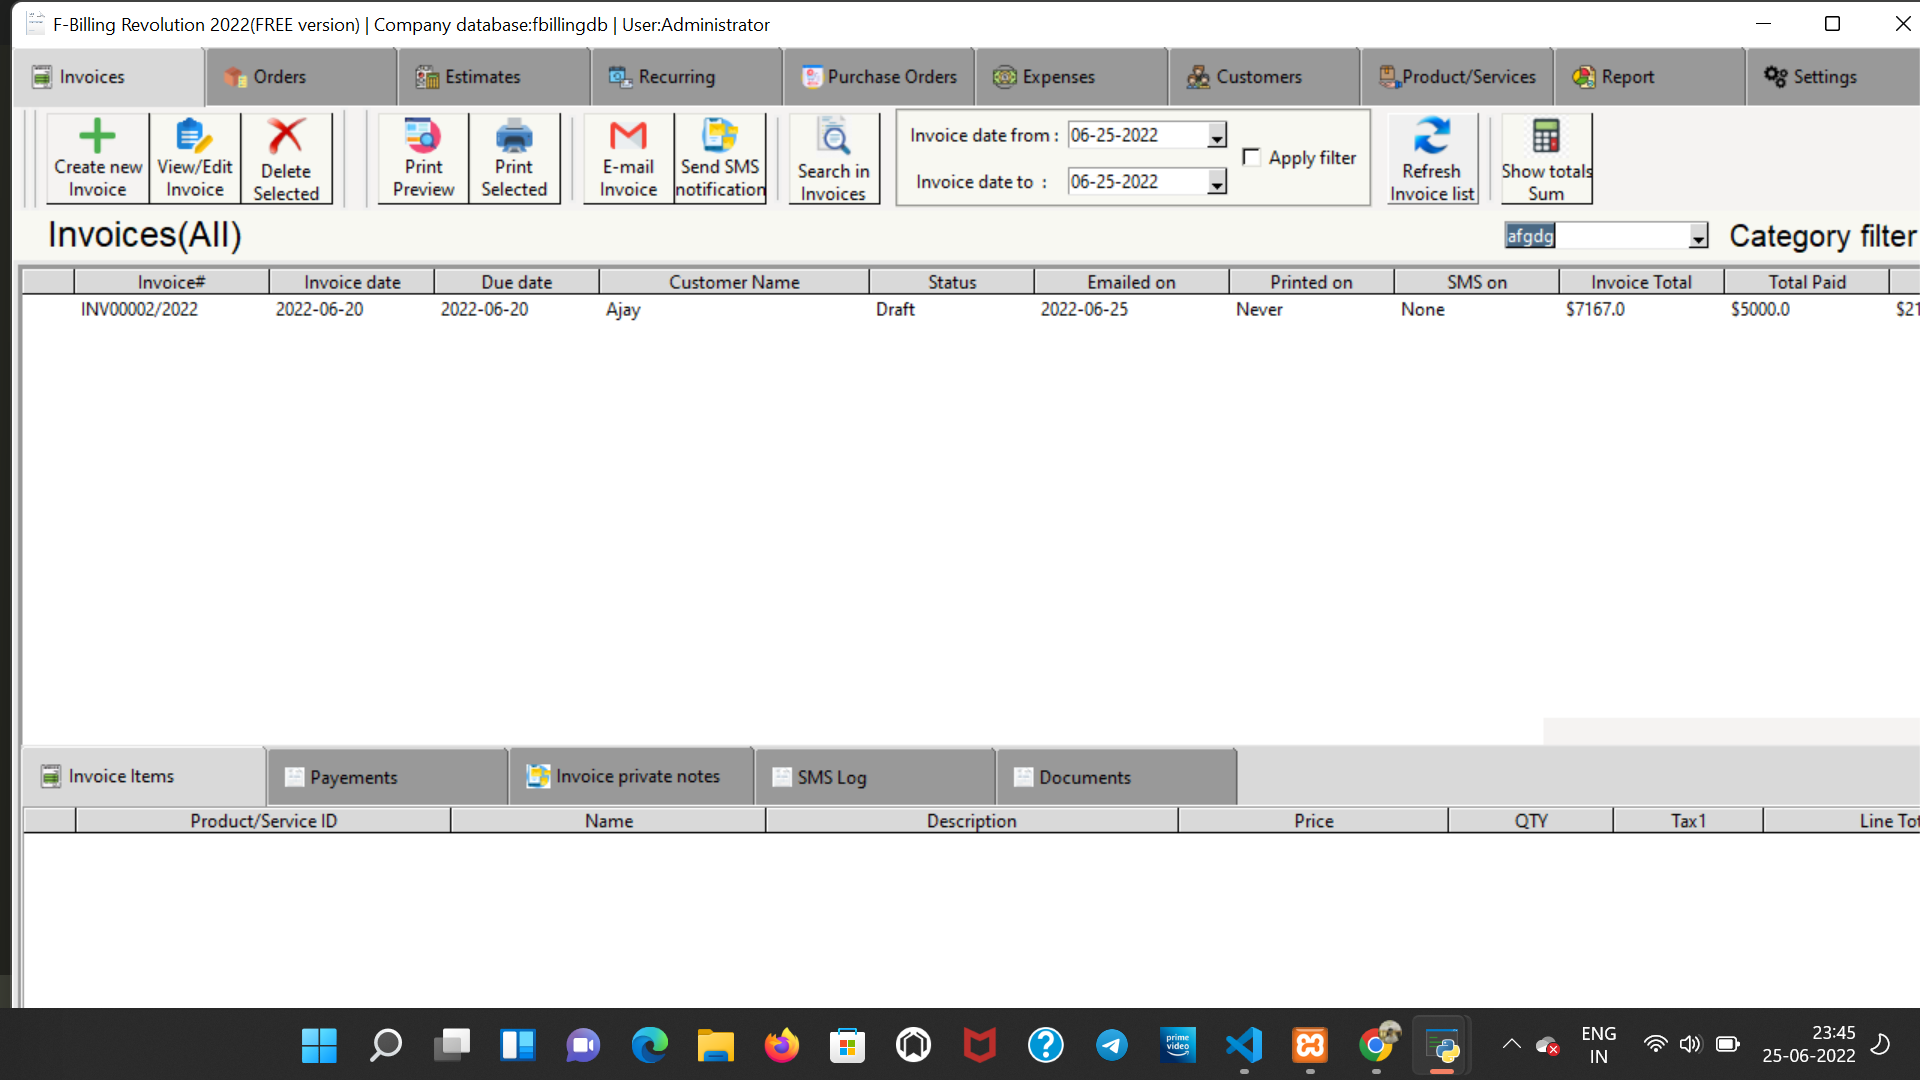 F-Billing Revolution 2022(FREE version) | Company database:fbillingdb | User:Administrator
Invoices
Orders
Estimates
Recurring
Purchase Orders
Expenses
Customers
Product/Services
Report
Settings
Create new
Invoice
View/Edit
Invoice
Delete
Selected
Print
Preview
Print
Selected
E-mail
Invoice
Send SMS
notification
Search in
Invoices
Invoice date from : 06-25-2022
Invoice date to : 06-25-2022
Apply filter
Refresh
Invoice list
Show totals
Sum
Invoices(All)
afgdg
Category filter
Invoice# Invoice date Due date Customer Name Status Emailed on Printed on SMS on Invoice Total Total Paid
INV00002/2022 2022-06-20 2022-06-20 Ajay Draft 2022-06-25 Never None $7167.0 $5000.0 $21
Invoice Items
Payements
Invoice private notes
SMS Log
Documents
Product/Service ID Name Description Price QTY Tax1 Line Tot
prime
video
ENG
IN
23:45
25-06-2022